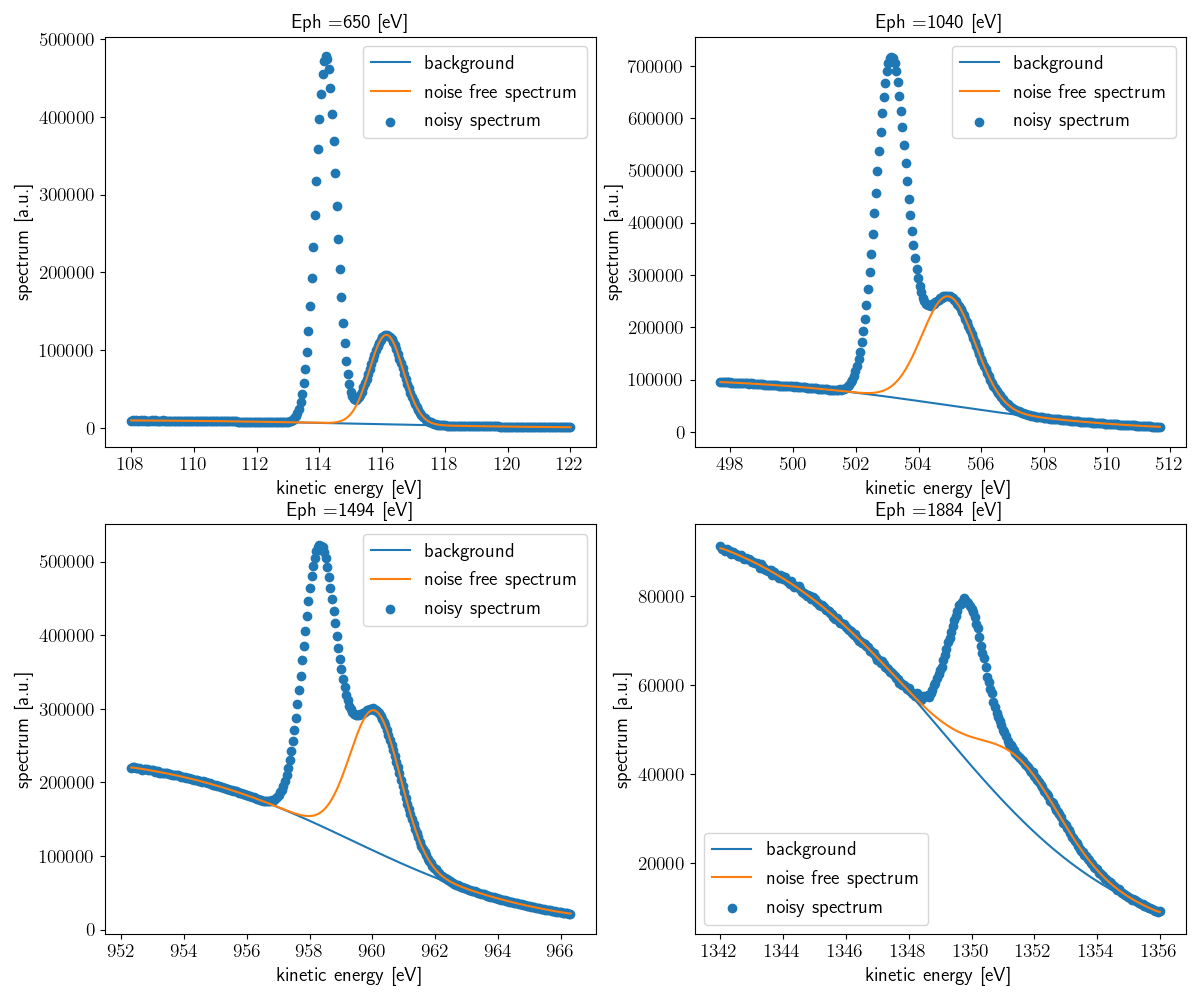 Eph =650 [eV]
500000
400000
300000
200000
100000
0
spectrum [a.u.]
background
noise free spectrum
noisy spectrum
108 110 112 114 116 118 120 122
kinetic energy [eV]
Eph =1040 [eV]
700000
600000
500000
400000
300000
200000
100000
0
spectrum [a.u.]
background
noise free spectrum
noisy spectrum
498 500 502 504 506 508 510 512
kinetic energy [eV]
Eph =1494 [eV]
500000
400000
300000
200000
100000
0
spectrum [a.u.]
background
noise free spectrum
noisy spectrum
952 954 956 958 960 962 964 966
kinetic energy [eV]
Eph =1884 [eV]
80000
60000
40000
20000
spectrum [a.u.]
background
noise free spectrum
noisy spectrum
1342 1344 1346 1348 1350 1352 1354 1356
kinetic energy [eV]